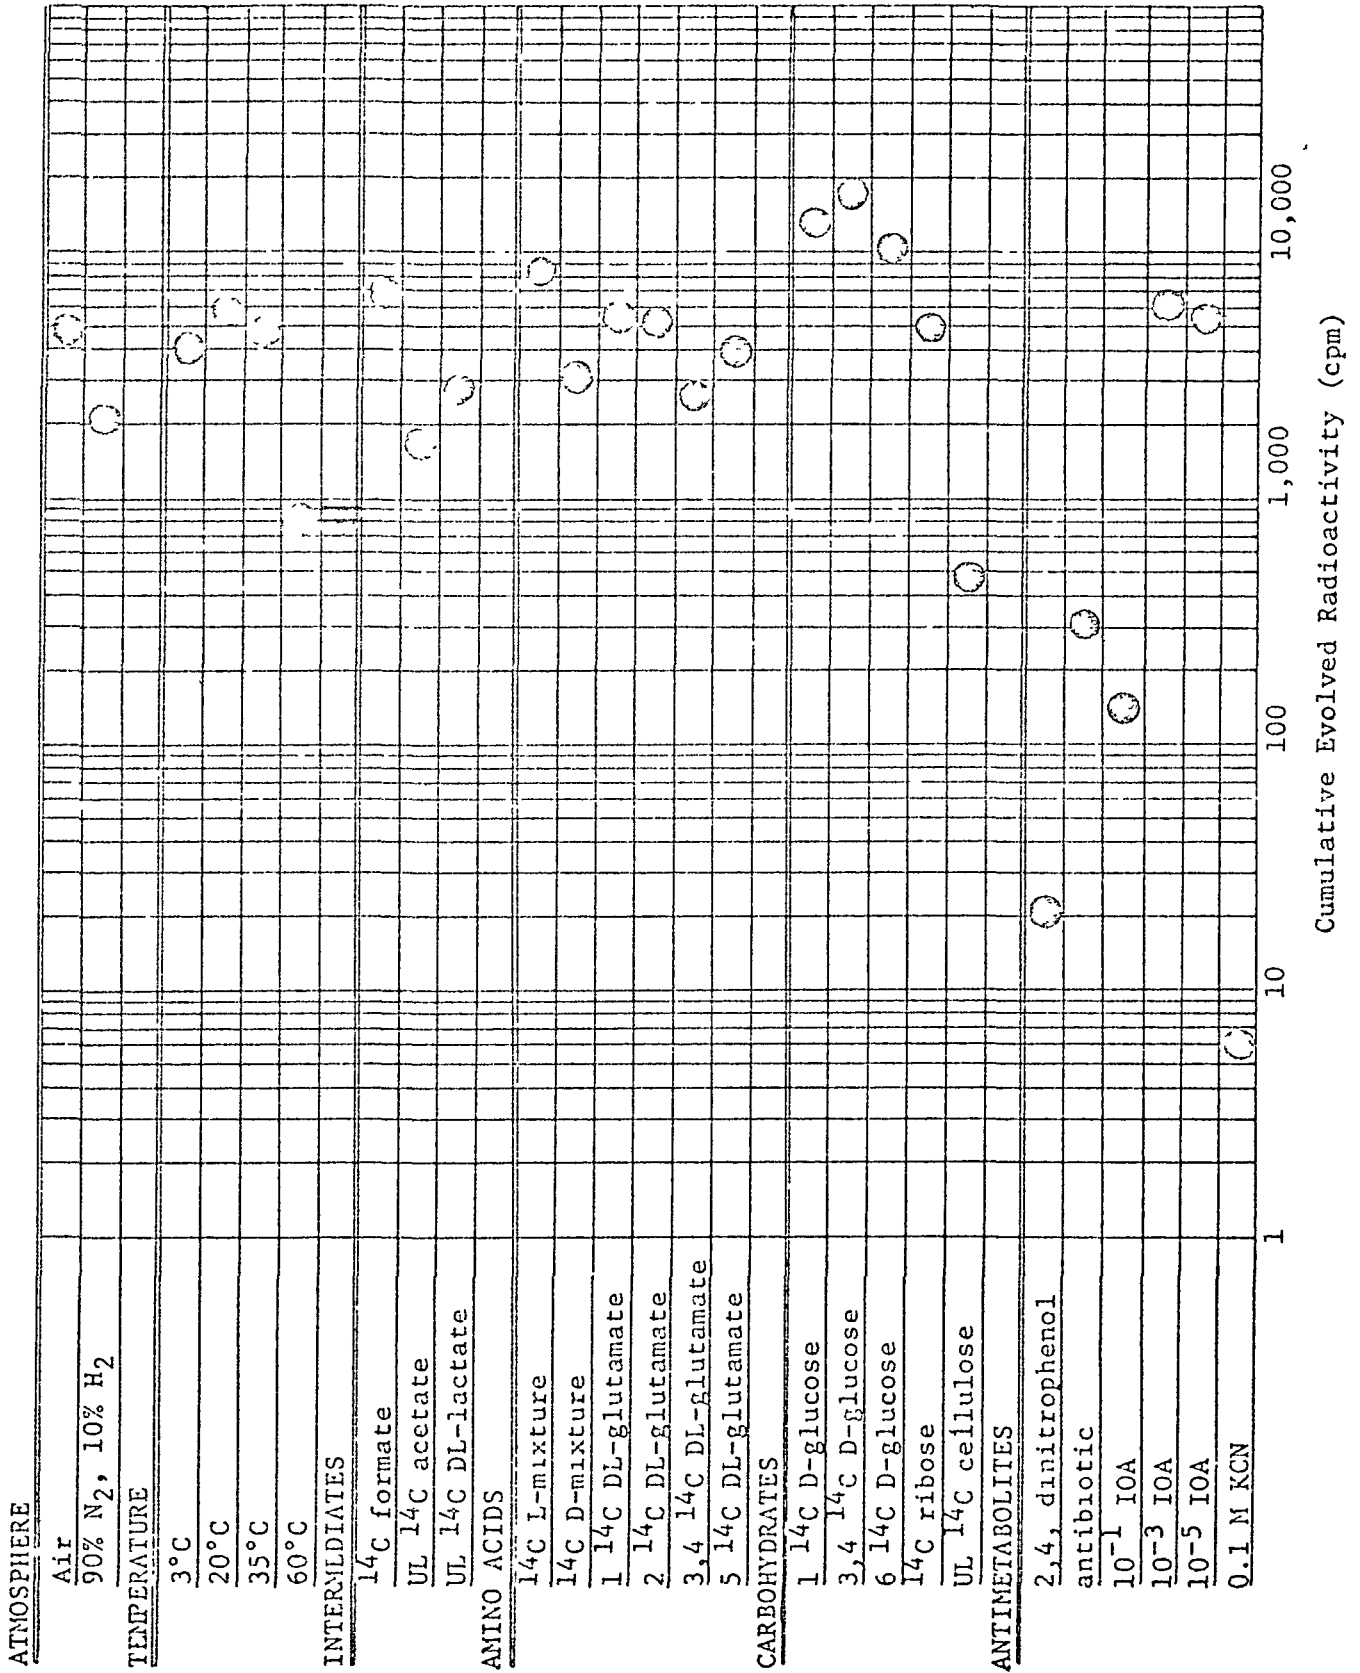 ATMOSPHERE
Air
90% N2, 10% H2
TEMPERATURE
3°C
20°C
35°C
60°C
INTERMLDIATES
14C formate
UL 14C acetate
UL 14C DL-lactate
AMINO ACIDS
14C L-mixture
14C D-mixture
1 14C DL-glutamate
2 14C DL-glutamate
3,4 14C DL-glutamate
5 14C DL-glutamate
CARBOHYDRATES
1 14C D-glucose
3,4 14C D-glucose
6 14C D-glucose
14C ribose
UL 14C cellulose
ANTIMETABOLITES
2,4, dinitrophenol
antibiotic
10-1 IOA
10-3 IOA
10-5 IOA
0.1 M KCN
1
10
100
1,000
10,000
Cumulative Evolved Radioactivity (cpm)